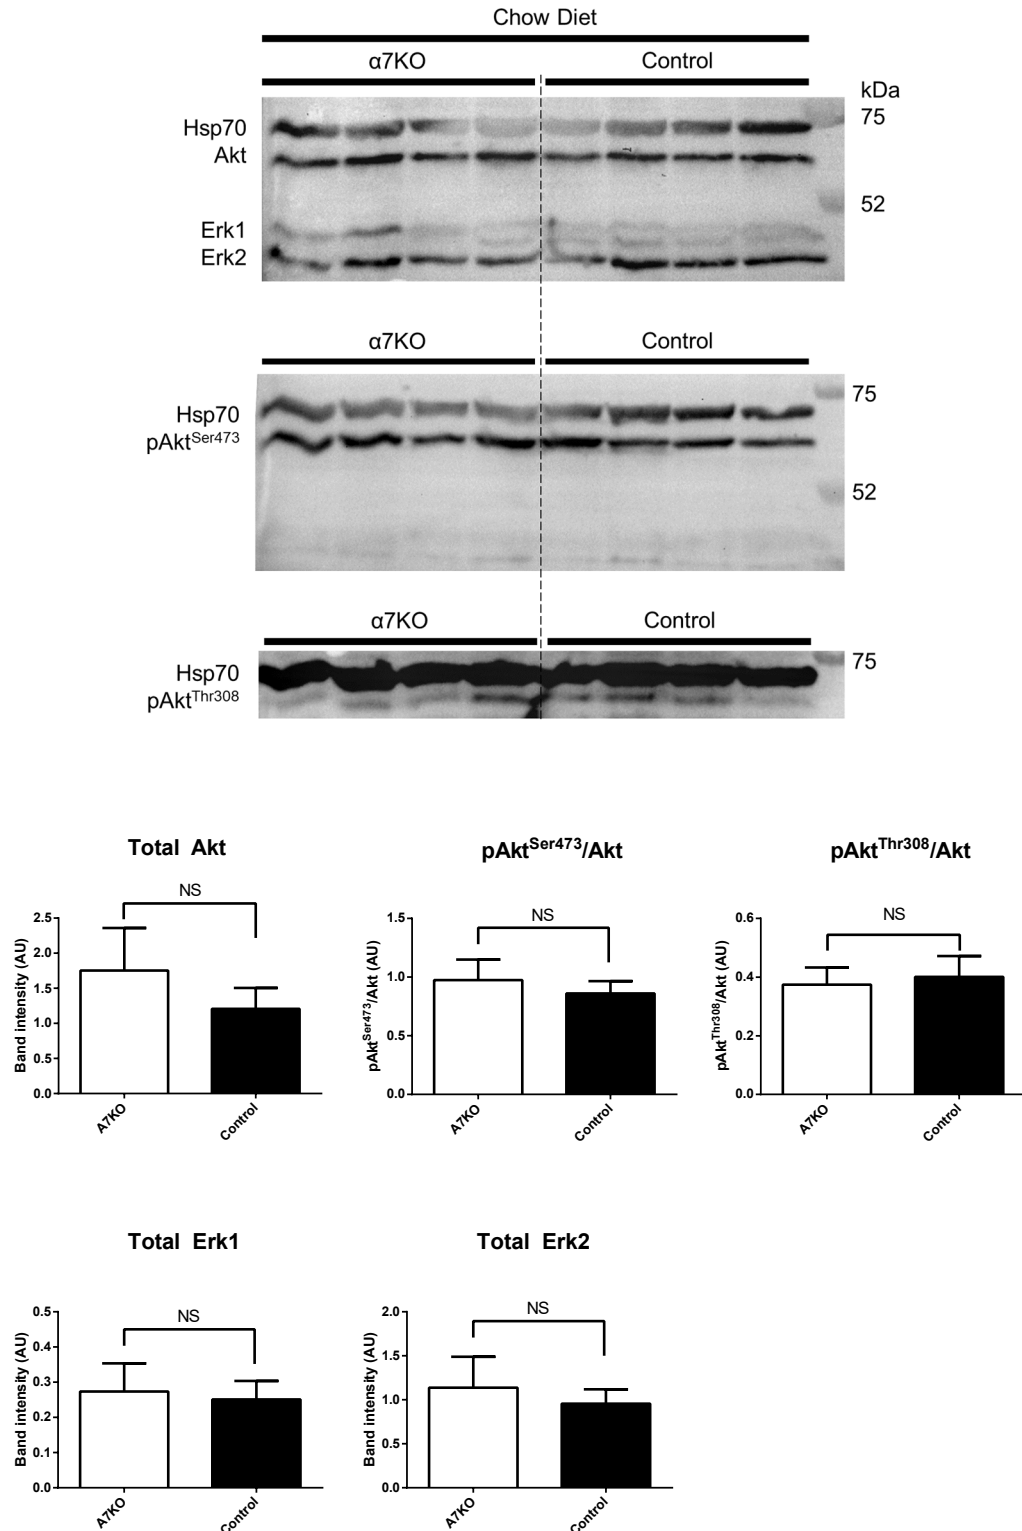 Chow Diet
α7KO Control
kDa
75
Hsp70
Akt
52
Erk1
Erk2
α7KO Control
75
Hsp70
pAktSer473
52
α7KO Control
75
Hsp70
pAktThr308
Total Akt
NS
2.5
2.0
1.5
1.0
0.5
0.0
Band intensity (AU)
A7KO
Control
pAktSer473/Akt
NS
1.5
1.0
0.5
0.0
pAktSer473/Akt (AU)
A7KO
Control
pAktThr308/Akt
NS
0.6
0.4
0.2
0.0
pAktThr308/Akt (AU)
A7KO
Control
Total Erk1
NS
0.5
0.4
0.3
0.2
0.1
0.0
Band intensity (AU)
A7KO
Control
Total Erk2
NS
2.0
1.5
1.0
0.5
0.0
Band intensity (AU)
A7KO
Control